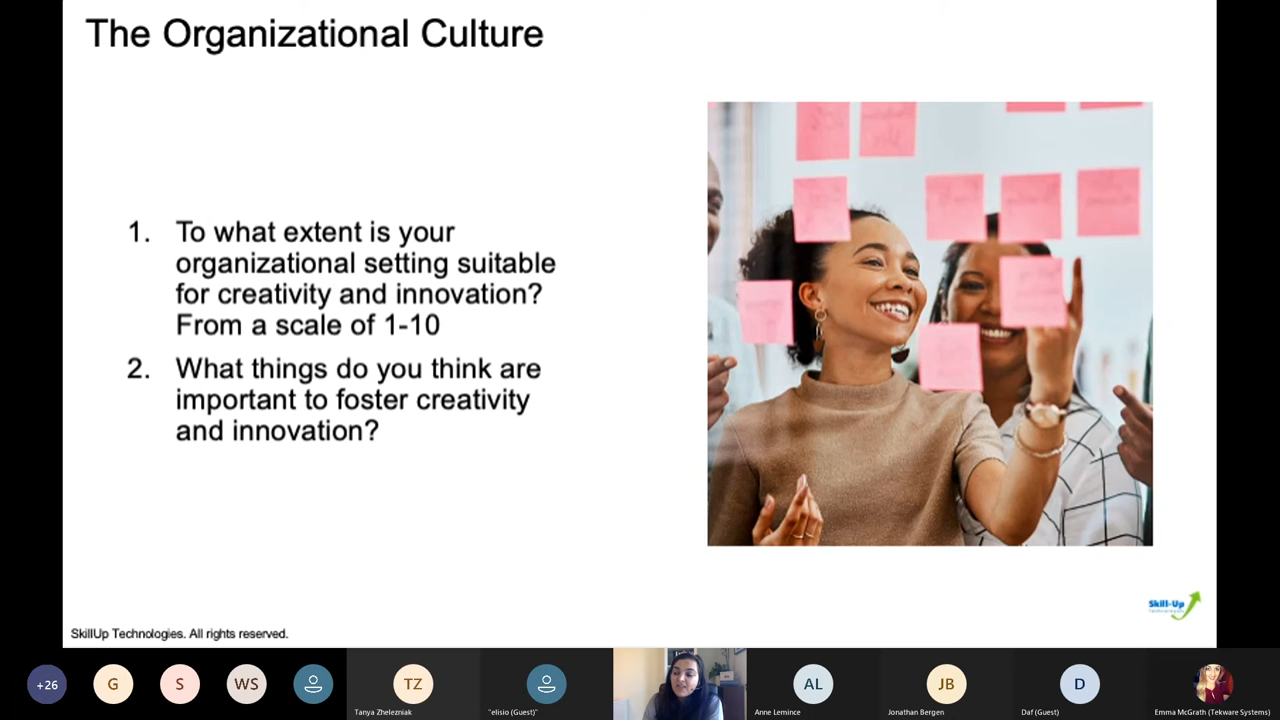 The Organizational Culture
1. To what extent is your
organizational setting suitable
for creativity and innovation?
From a scale of 1-10
2. What things do you think are
important to foster creativity
and innovation?
Skill-Up
SkillUp Technologies. All rights reserved.
+26
G
S
WS
TZ
AL
JB
D
Tanya Zhelezniak
"elisio (Guest)"
Anne Lemince
Jonathan Bergen
Daf (Guest)
Emma McGrath (Tekware Systems)